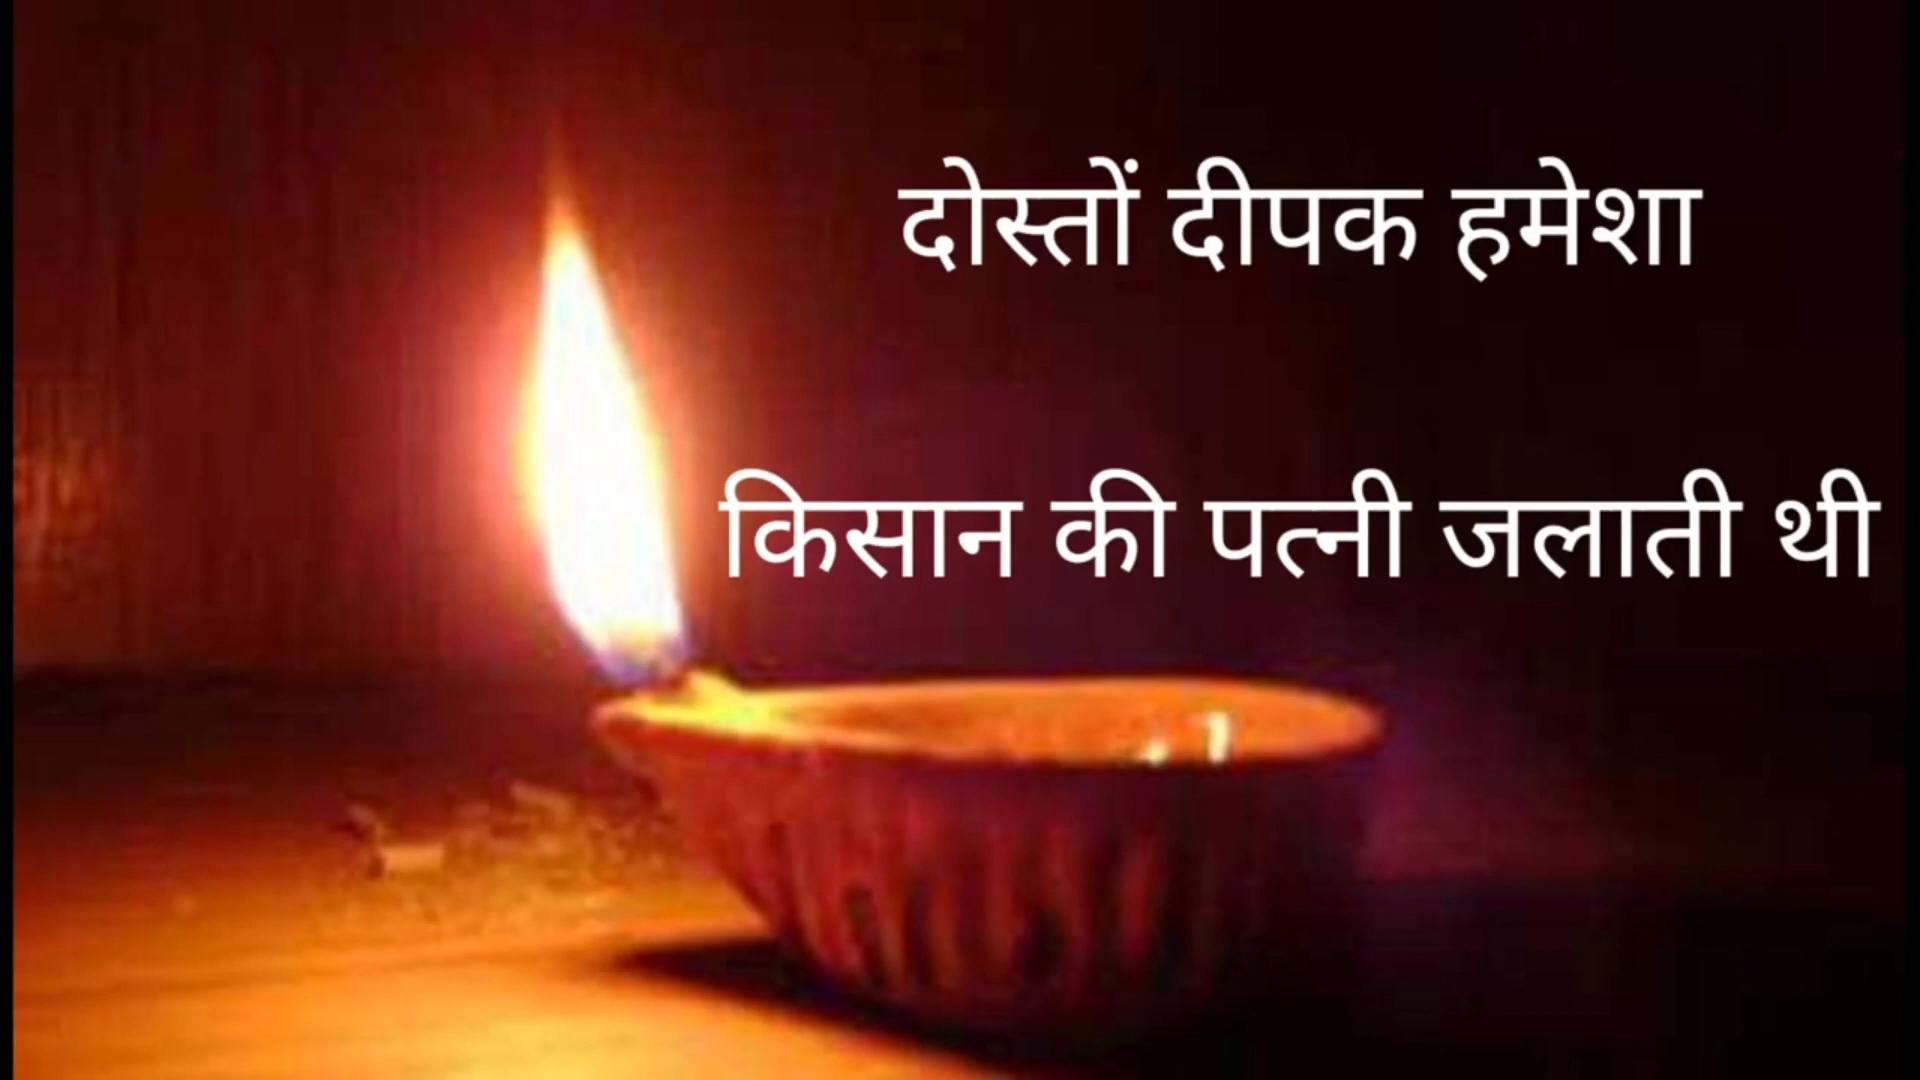 दोस्तों दीपक हमेशा
किसान की पत्नी जलाती थी